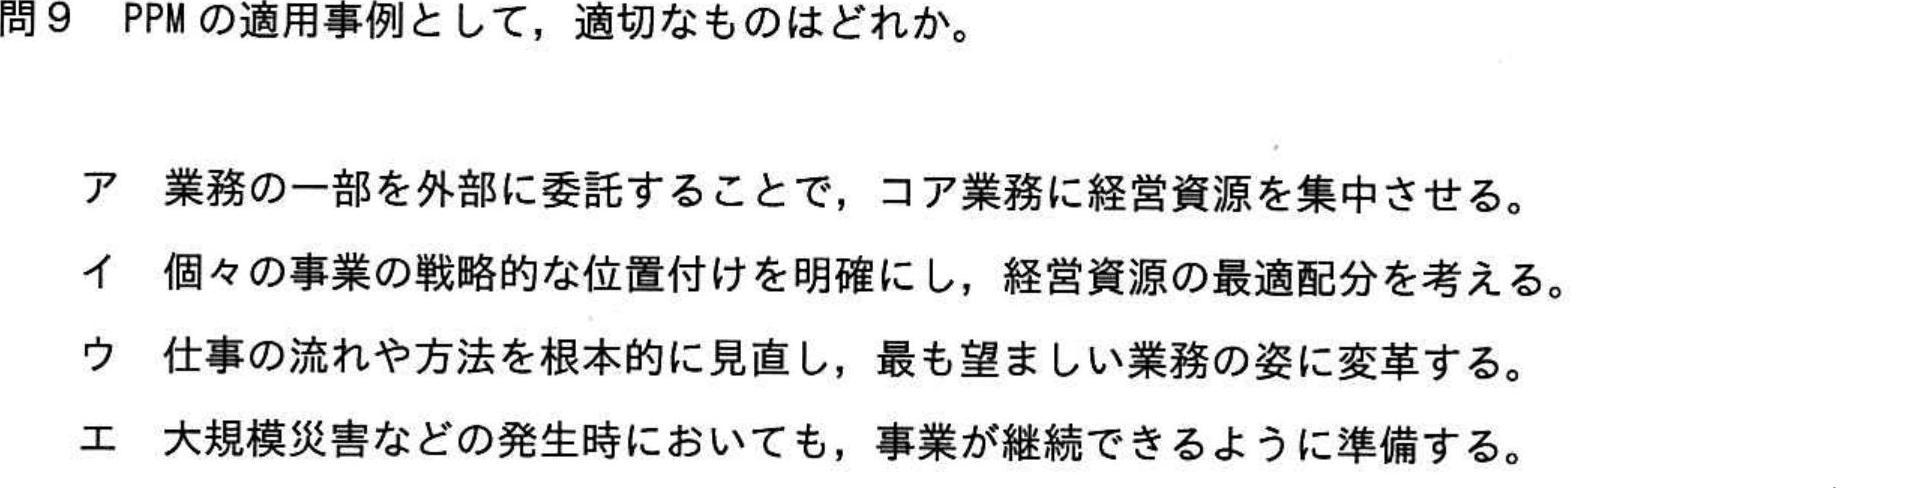 問９　PPM の適用事例として，適切なものはどれか。
ア　業務の一部を外部に委託することで，コア業務に経営資源を集中させる。
イ　個々の事業の戦略的な位置付けを明確にし，経営資源の最適配分を考える。
ウ　仕事の流れや方法を根本的に見直し，最も望ましい業務の姿に変革する。
エ　大規模災害などの発生時においても，事業が継続できるように準備する。